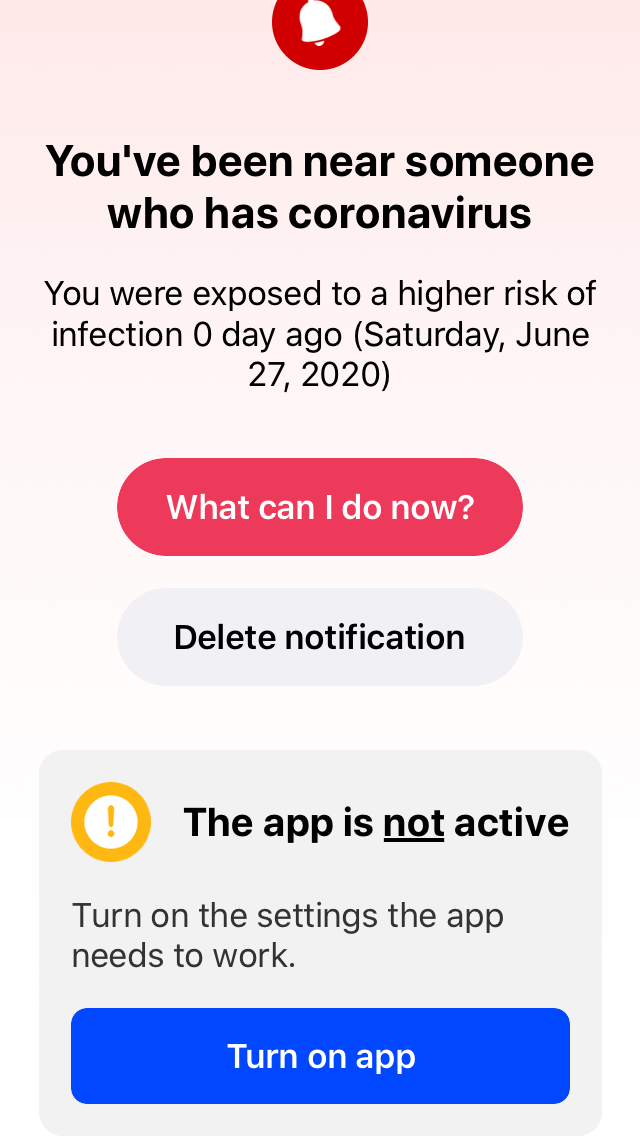 You've been near someone
who has coronavirus
You were exposed to a higher risk of
infection 0 day ago (Saturday, June
27, 2020)
What can I do now?
Delete notification
The app is not active
Turn on the settings the app
needs to work.
Turn on app